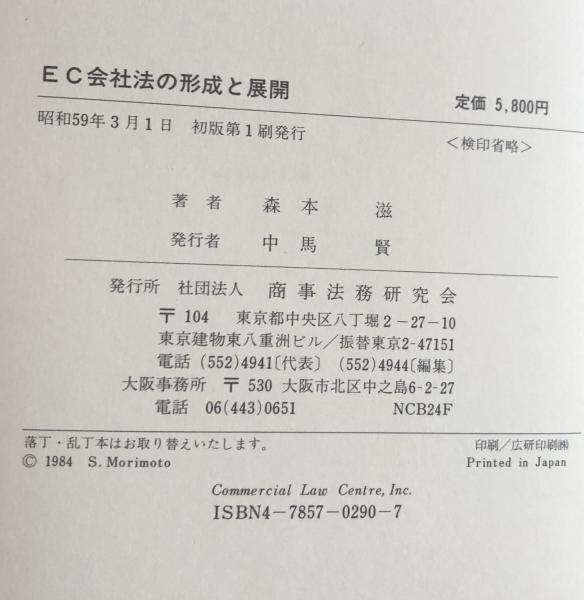 EC会社法の形成と展開
定価 5,800円
昭和59年3月1日 初版第1刷発行
<検印省略>
著者 森本 滋
発行者 中馬 賢
発行所 社団法人 商事法務研究会
〒104 東京都中央区八丁堀2-27-10
東京建物東八重洲ビル/振替東京2-47151
電話 (552)4941〔代表〕 (552)4944〔編集〕
大阪事務所 〒530 大阪市北区中之島6-2-27
電話 06(443)0651 NCB24F
落丁・乱丁本はお取り替えいたします。
印刷/広研印刷㈱
© 1984 S. Morimoto
Printed in Japan
Commercial Law Centre, Inc.
ISBN4-7857-0290-7